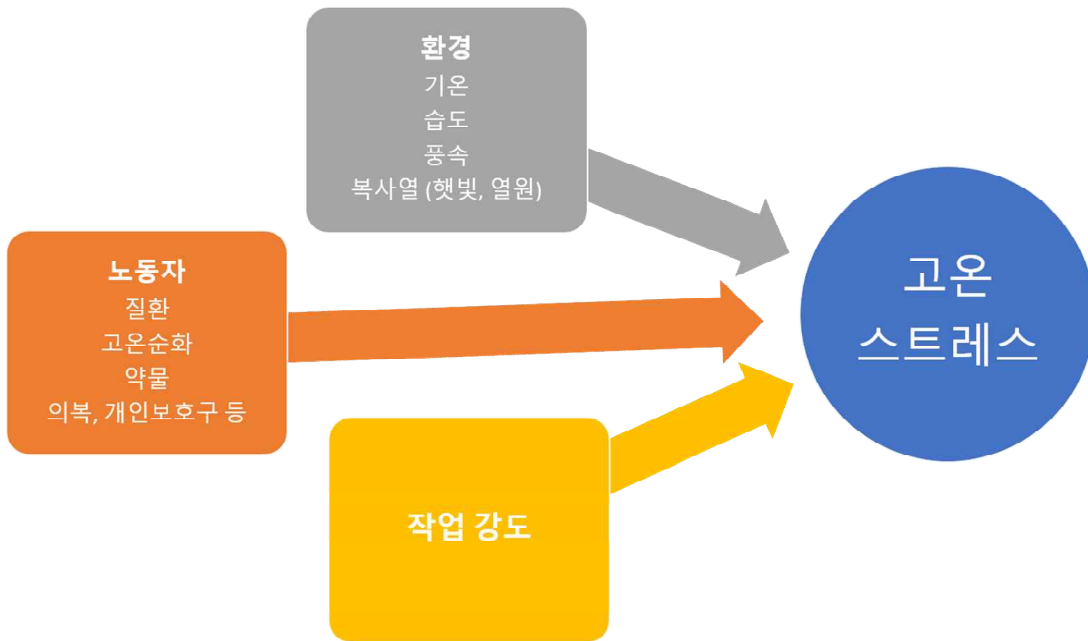 환경
기온
습도
풍속
복사열 (햇빛, 열원)
노동자
질환
고온순화
약물
의복, 개인보호구 등
작업 강도
고온
스트레스